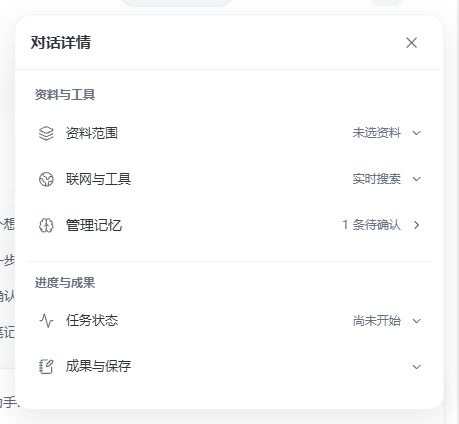 对话详情
资料与工具
资料范围 未选资料
联网与工具 实时搜索
管理记忆 1 条待确认
进度与成果
任务状态 尚未开始
成果与保存